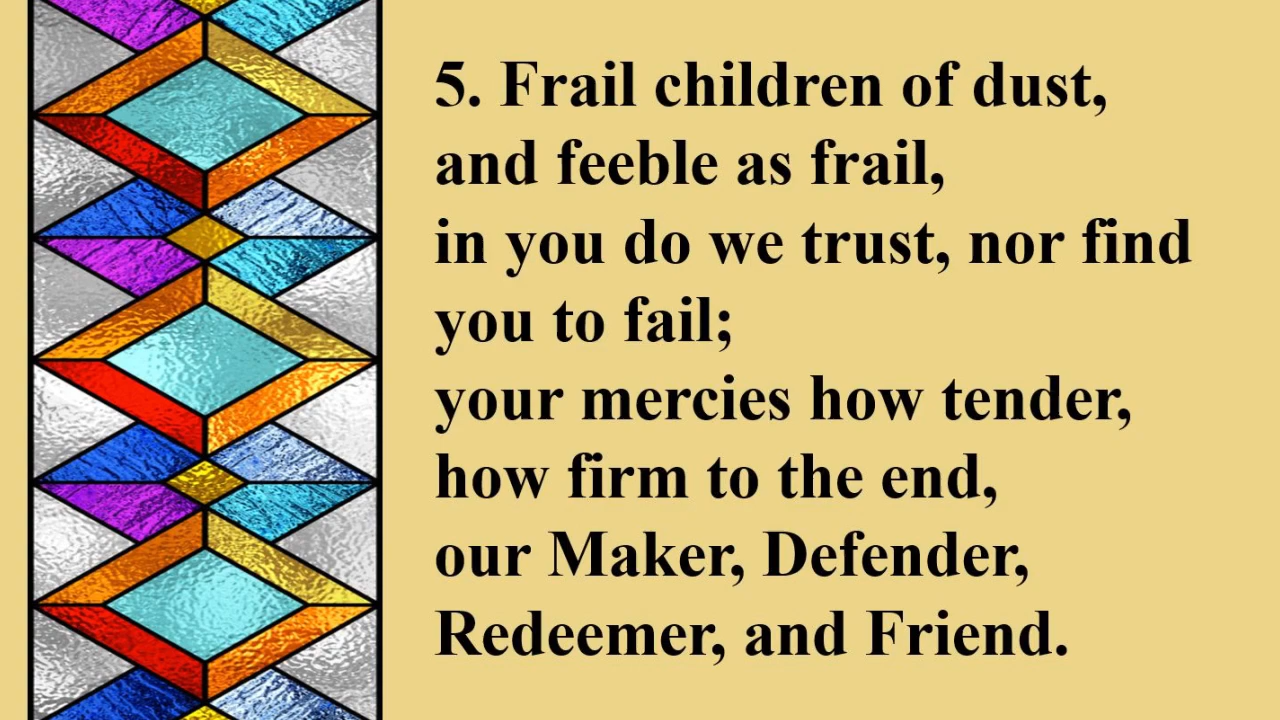 5. Frail children of dust,
and feeble as frail,
in you do we trust, nor find
you to fail;
your mercies how tender,
how firm to the end,
our Maker, Defender,
Redeemer, and Friend.